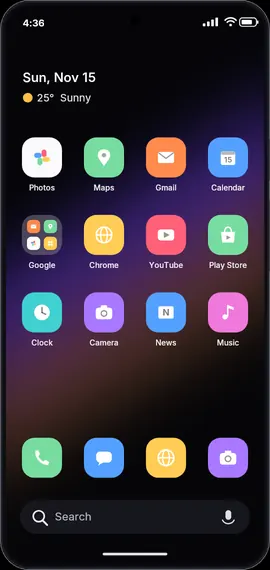 4:36
Sun, Nov 15
25° Sunny
Photos Maps Gmail Calendar
15
Google Chrome YouTube Play Store
Clock Camera News Music
N
Search